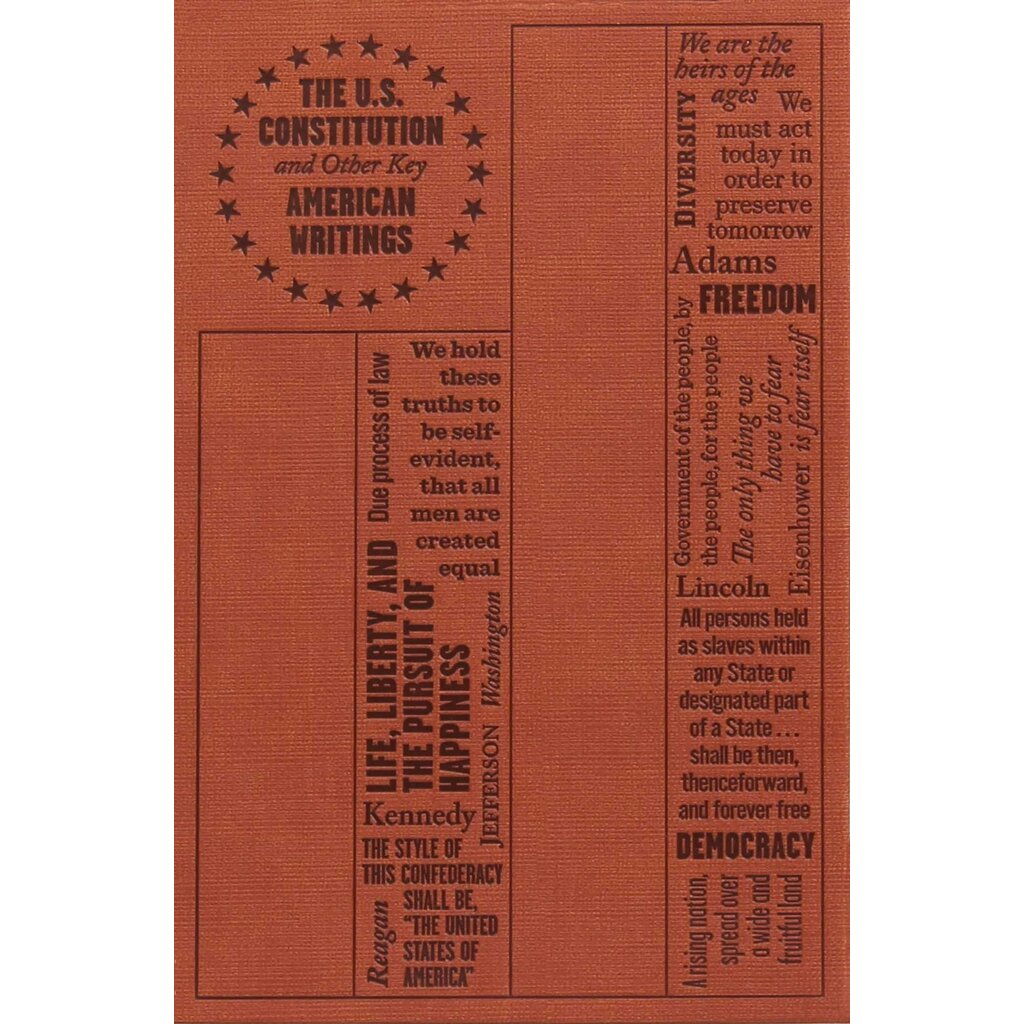 THE U.S.
CONSTITUTION
and Other Key
AMERICAN
WRITINGS
We hold
these
truths to
be self-
evident,
that all
men are
created
equal
Due process of law
LIFE, LIBERTY, AND
THE PURSUIT OF
HAPPINESS
Washington
JEFFERSON
Kennedy
THE STYLE OF
THIS CONFEDERACY
SHALL BE,
"THE UNITED
STATES OF
AMERICA"
Reagan
We are the
heirs of the
ages
DIVERSITY
We
must act
today in
order to
preserve
tomorrow
Adams
FREEDOM
Government of the people, by
the people, for the people
The only thing we
have to fear
is fear itself
Eisenhower
Lincoln
All persons held
as slaves within
any State or
designated part
of a State...
shall be then,
thenceforward,
and forever free
DEMOCRACY
A rising nation,
spread over
a wide and
fruitful land